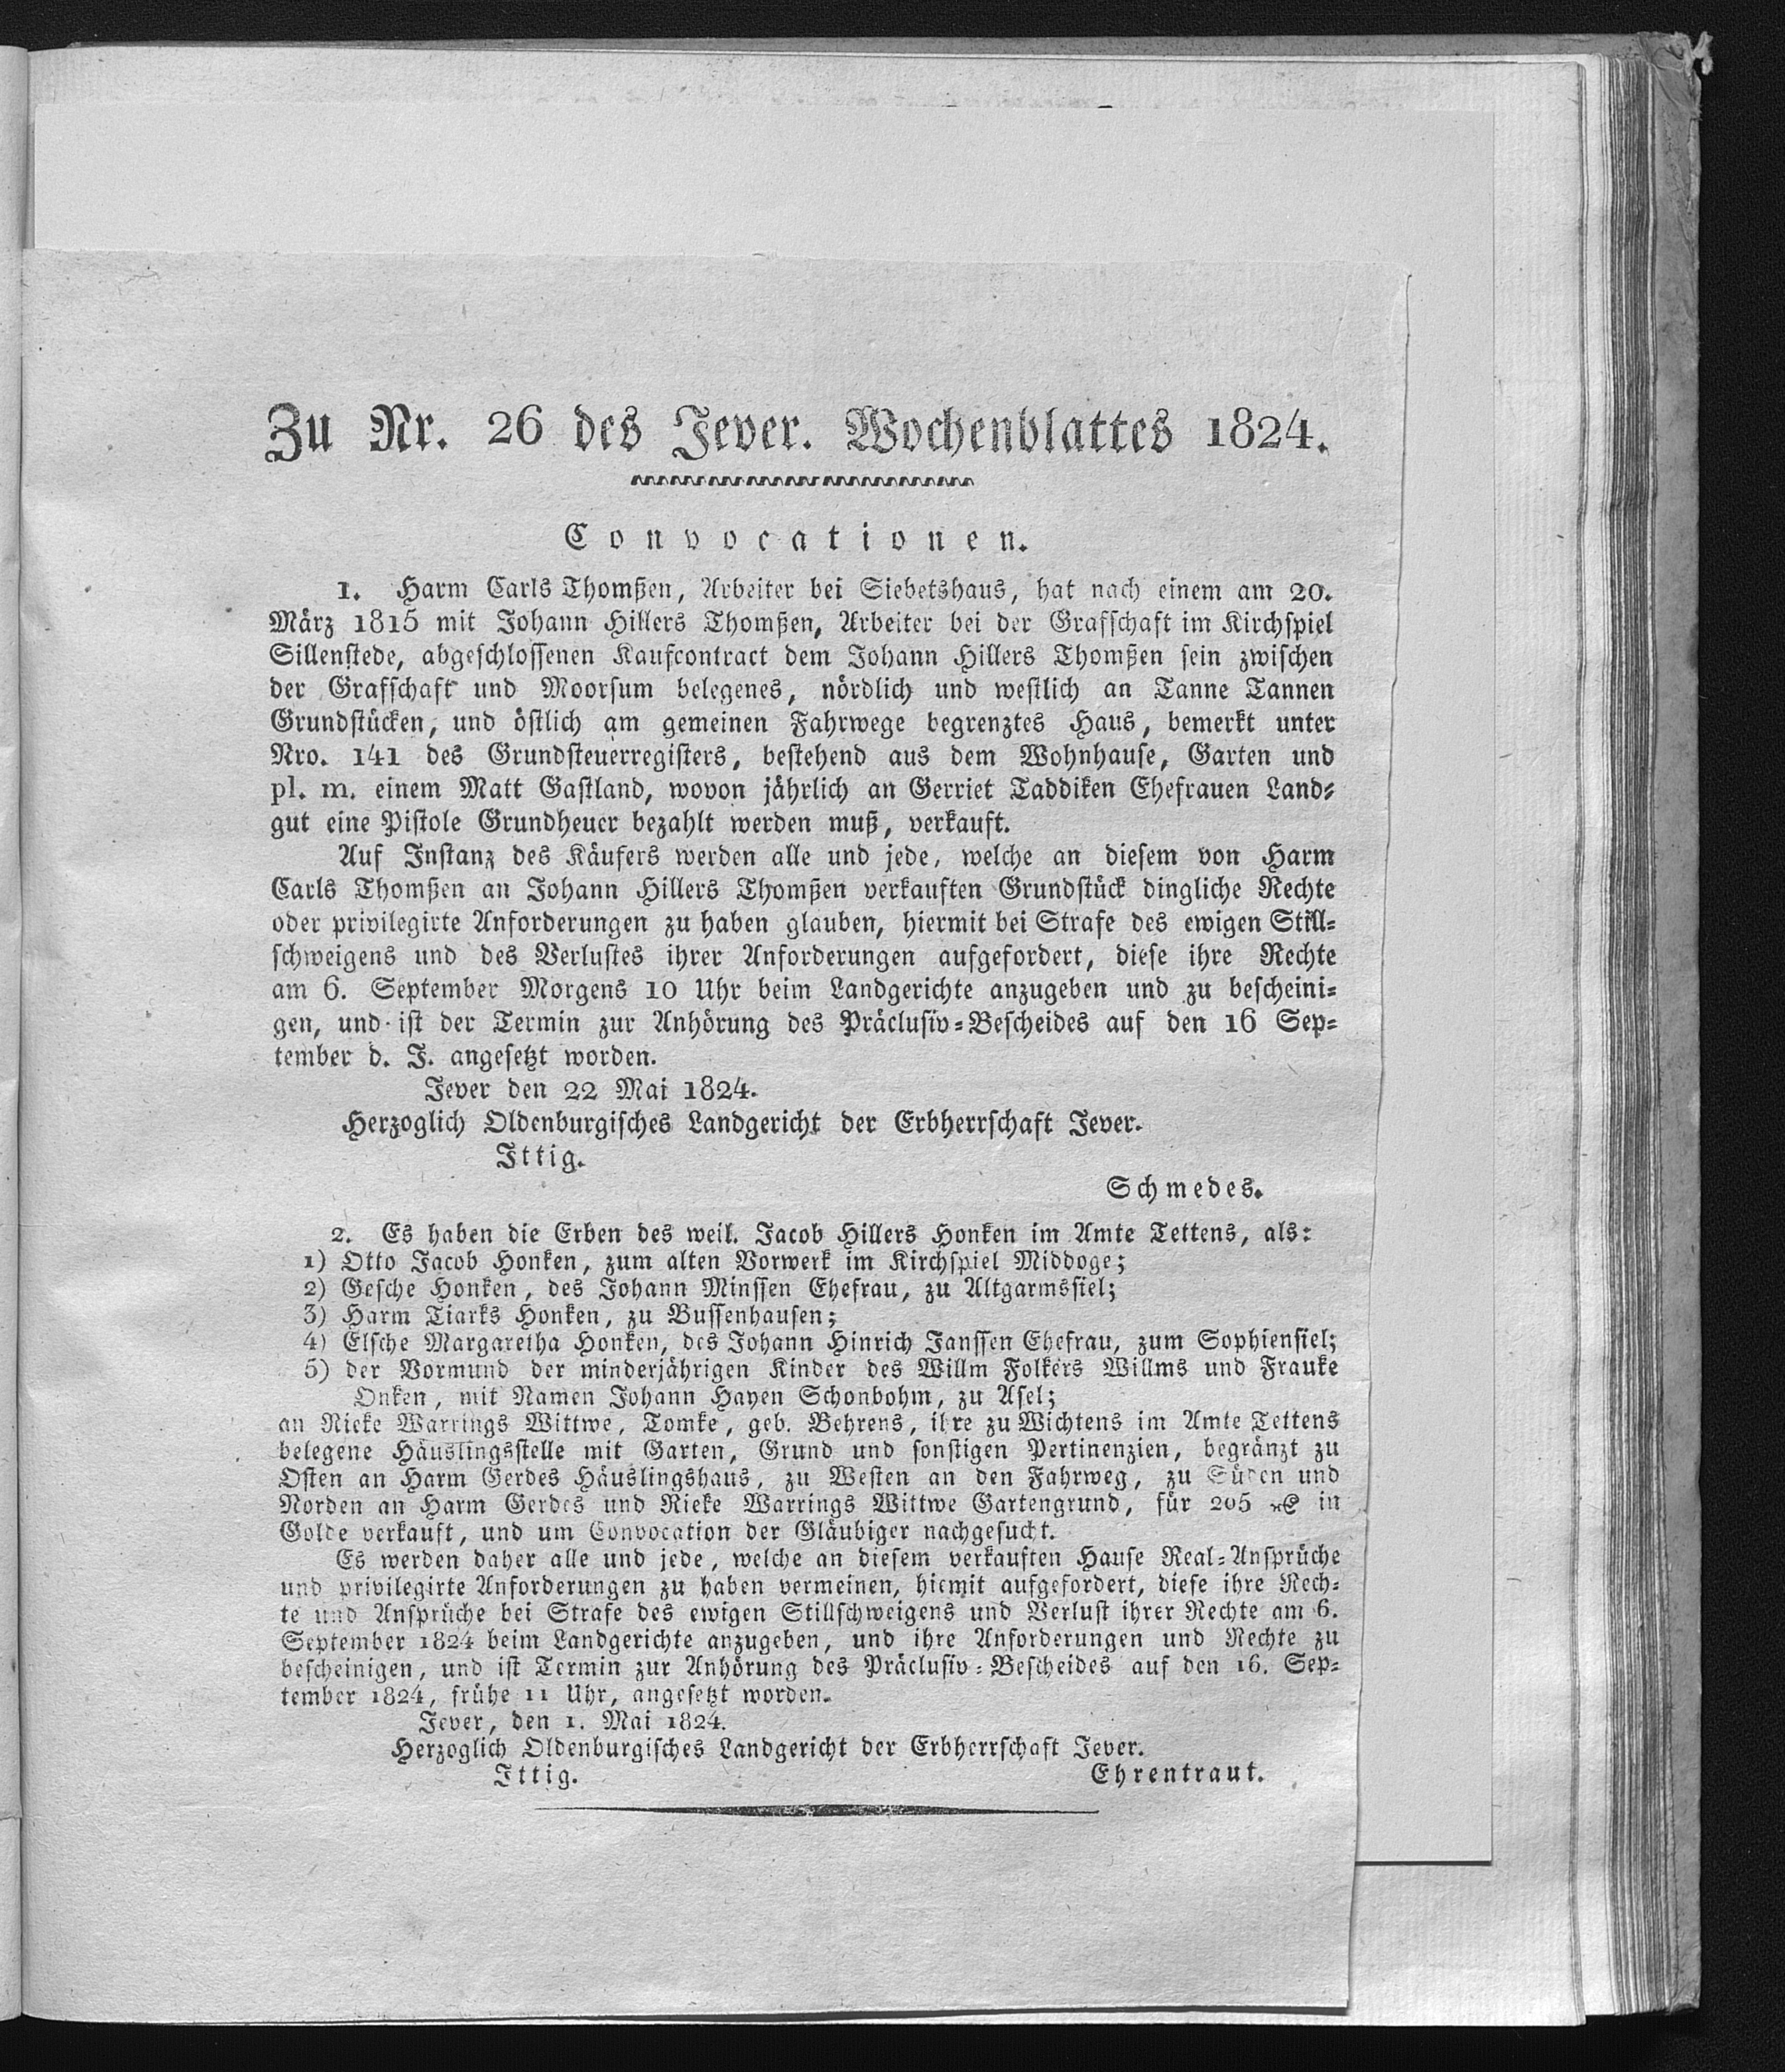 Zu Nr. 26 des Jever. Wochenblattes 1824.
Convocationen.
1. Harm Carls Thomßen, Arbeiter bei Siebetshaus, hat nach einem am 20.
März 1815 mit Johann Hillers Thomßen, Arbeiter bei der Grafschaft im Kirchspiel
Sillenstede, abgeschlossenen Kaufcontract dem Johann Hillers Thomßen sein zwischen
der Grafschaft und Moorsum belegenes, nördlich und westlich an Tanne Tannen
Grundstücken, und östlich am gemeinen Fahrwege begrenztes Haus, bemerkt unter
Nro. 141 des Grundsteuerregisters, bestehend aus dem Wohnhause, Garten und
pl. m. einem Matt Gastland, wovon jährlich an Gerriet Taddiken Ehefrauen Land-
gut eine Pistole Grundheuer bezahlt werden muß, verkauft.
Auf Instanz des Käufers werden alle und jede, welche an diesem von Harm
Carls Thomßen an Johann Hillers Thomßen verkauften Grundstück dingliche Rechte
oder privilegirte Anforderungen zu haben glauben, hiermit bei Strafe des ewigen Still-
schweigens und des Verlustes ihrer Anforderungen aufgefordert, diese ihre Rechte
am 6. September Morgens 10 Uhr beim Landgerichte anzugeben und zu bescheini-
gen, und ist der Termin zur Anhörung des Präclusiv-Bescheides auf den 16 Sep-
tember d. J. angesetzt worden.
Jever den 22 Mai 1824.
Herzoglich Oldenburgisches Landgericht der Erbherrschaft Jever.
Ittig.
Schmedes.
2. Es haben die Erben des weil. Jacob Hillers Honken im Amte Tettens, als:
1) Otto Jacob Honken, zum alten Vorwerk im Kirchspiel Middoge;
2) Gesche Honken, des Johann Minssen Ehefrau, zu Altgarmssiel;
3) Harm Tiarks Honken, zu Bussenhausen;
4) Elsche Margaretha Honken, des Johann Hinrich Janssen Ehefrau, zum Sophiensiel;
5) der Vormund der minderjährigen Kinder des Willm Folkers Willms und Frauke
Onken, mit Namen Johann Hayen Schonbohm, zu Asel;
an Rieke Warrings Wittwe, Tomke, geb. Behrens, ihre zu Wichtens im Amte Tettens
belegene Häuslingsstelle mit Garten, Grund und sonstigen Pertinenzien, begränzt zu
Osten an Harm Gerdes Häuslingshaus, zu Westen an den Fahrweg, zu Süden und
Norden an Harm Gerdes und Rieke Warrings Wittwe Gartengrund, für 205 in
Golde verkauft, und um Convocation der Gläubiger nachgesucht.
Es werden daher alle und jede, welche an diesem verkauften Hause Real-Ansprüche
und privilegirte Anforderungen zu haben vermeinen, hiemit aufgefordert, diese ihre Rech-
te und Ansprüche bei Strafe des ewigen Stillschweigens und Verlust ihrer Rechte am 6.
September 1824 beim Landgerichte anzugeben, und ihre Anforderungen und Rechte zu
bescheinigen, und ist Termin zur Anhörung des Präclusiv-Bescheides auf den 16. Sep-
tember 1824, frühe 11 Uhr, angesetzt worden.
Jever, den 1. Mai 1824.
Herzoglich Oldenburgisches Landgericht der Erbherrschaft Jever.
Ittig. Ehrentraut.